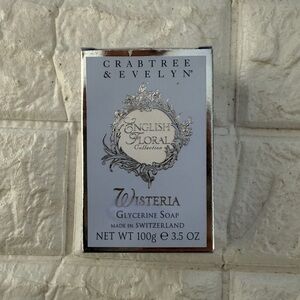 CRABTREE
& EVELYN®
ENGLISH
FLORAL
Collection
WISTERIA
GLYCERINE SOAP
MADE IN SWITZERLAND
NET WT 100g ℮ 3.5 OZ